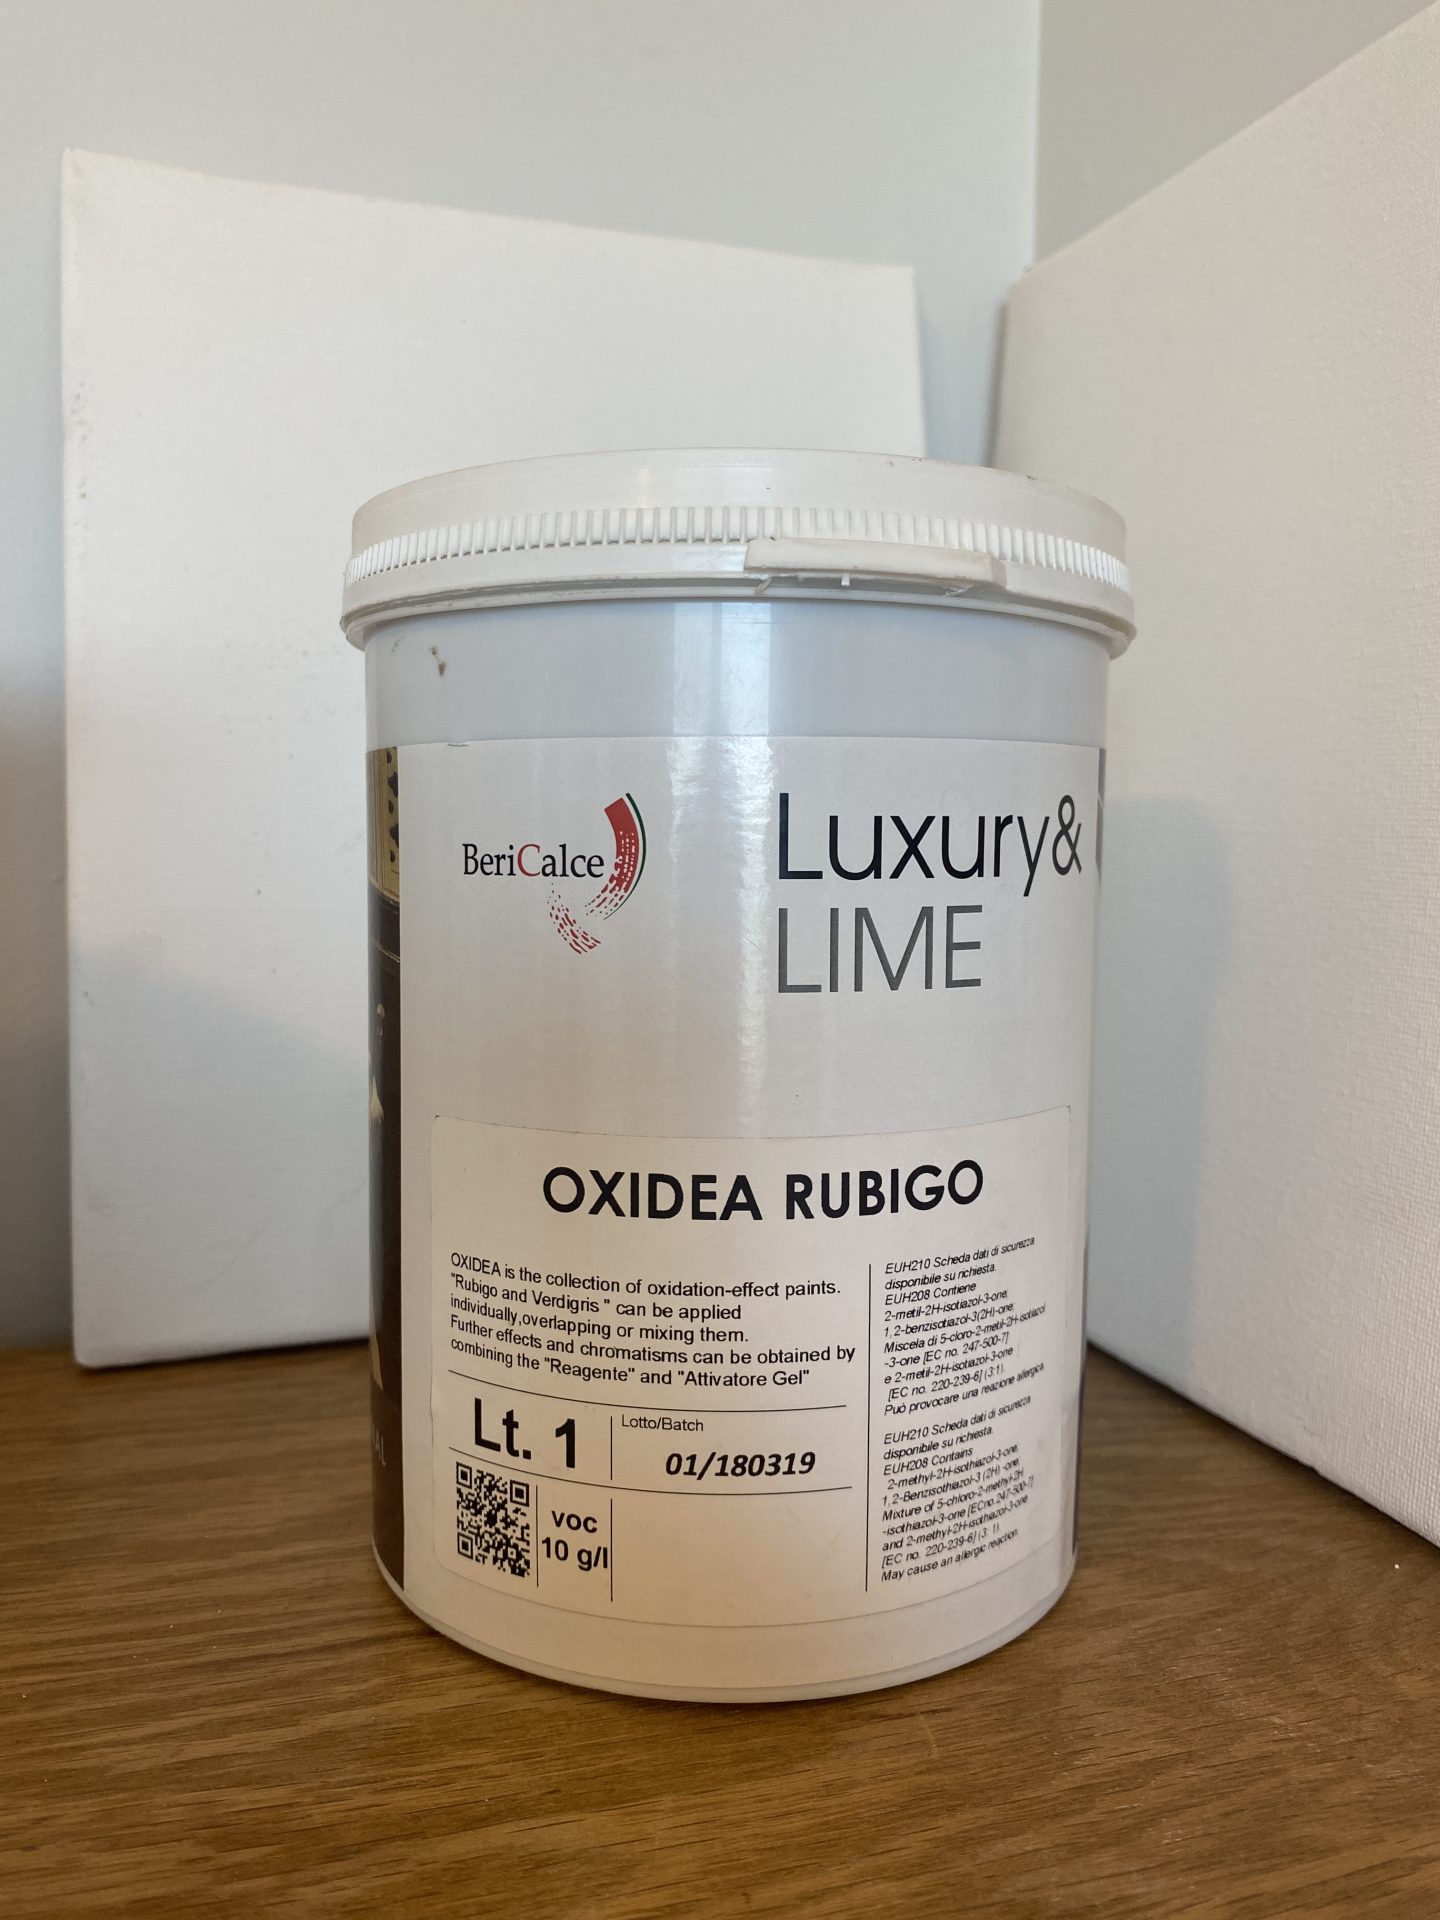 BeriCalce
Luxury&
LIME
OXIDEA RUBIGO
OXIDEA is the collection of oxidation-effect paints.
"Rubigo and Verdigris " can be applied
individually,overlapping or mixing them.
Further effects and chromatisms can be obtained by
combining the "Reagente" and "Attivatore Gel"
Lt. 1
Lotto/Batch
01/180319
VOC
10 g/l
EUH210 Scheda dati di sicurezza
disponibile su richiesta.
EUH208 Contiene
2-metil-2H-isotiazol-3-one;
1,2-benzisotiazol-3(2H)-one;
Miscela di 5-cloro-2-metil-2H-isotiazol
-3-one [EC no. 247-500-7]
e 2-metil-2H-isotiazol-3-one
[EC no. 220-239-6] (3:1).
Può provocare una reazione allergica.
EUH210 Scheda dati di sicurezza
disponibile su richiesta.
EUH208 Contains
2-methyl-2H-isothiazol-3-one,
1,2-Benzisothiazol-3 (2H) -one,
Mixture of 5-chloro-2-methyl-2H
-isothiazol-3-one [ECno. 247-500-7]
and 2-methyl-2H-isothiazol-3-one
[EC no. 220-239-6] (3: 1).
May cause an allergic reaction.